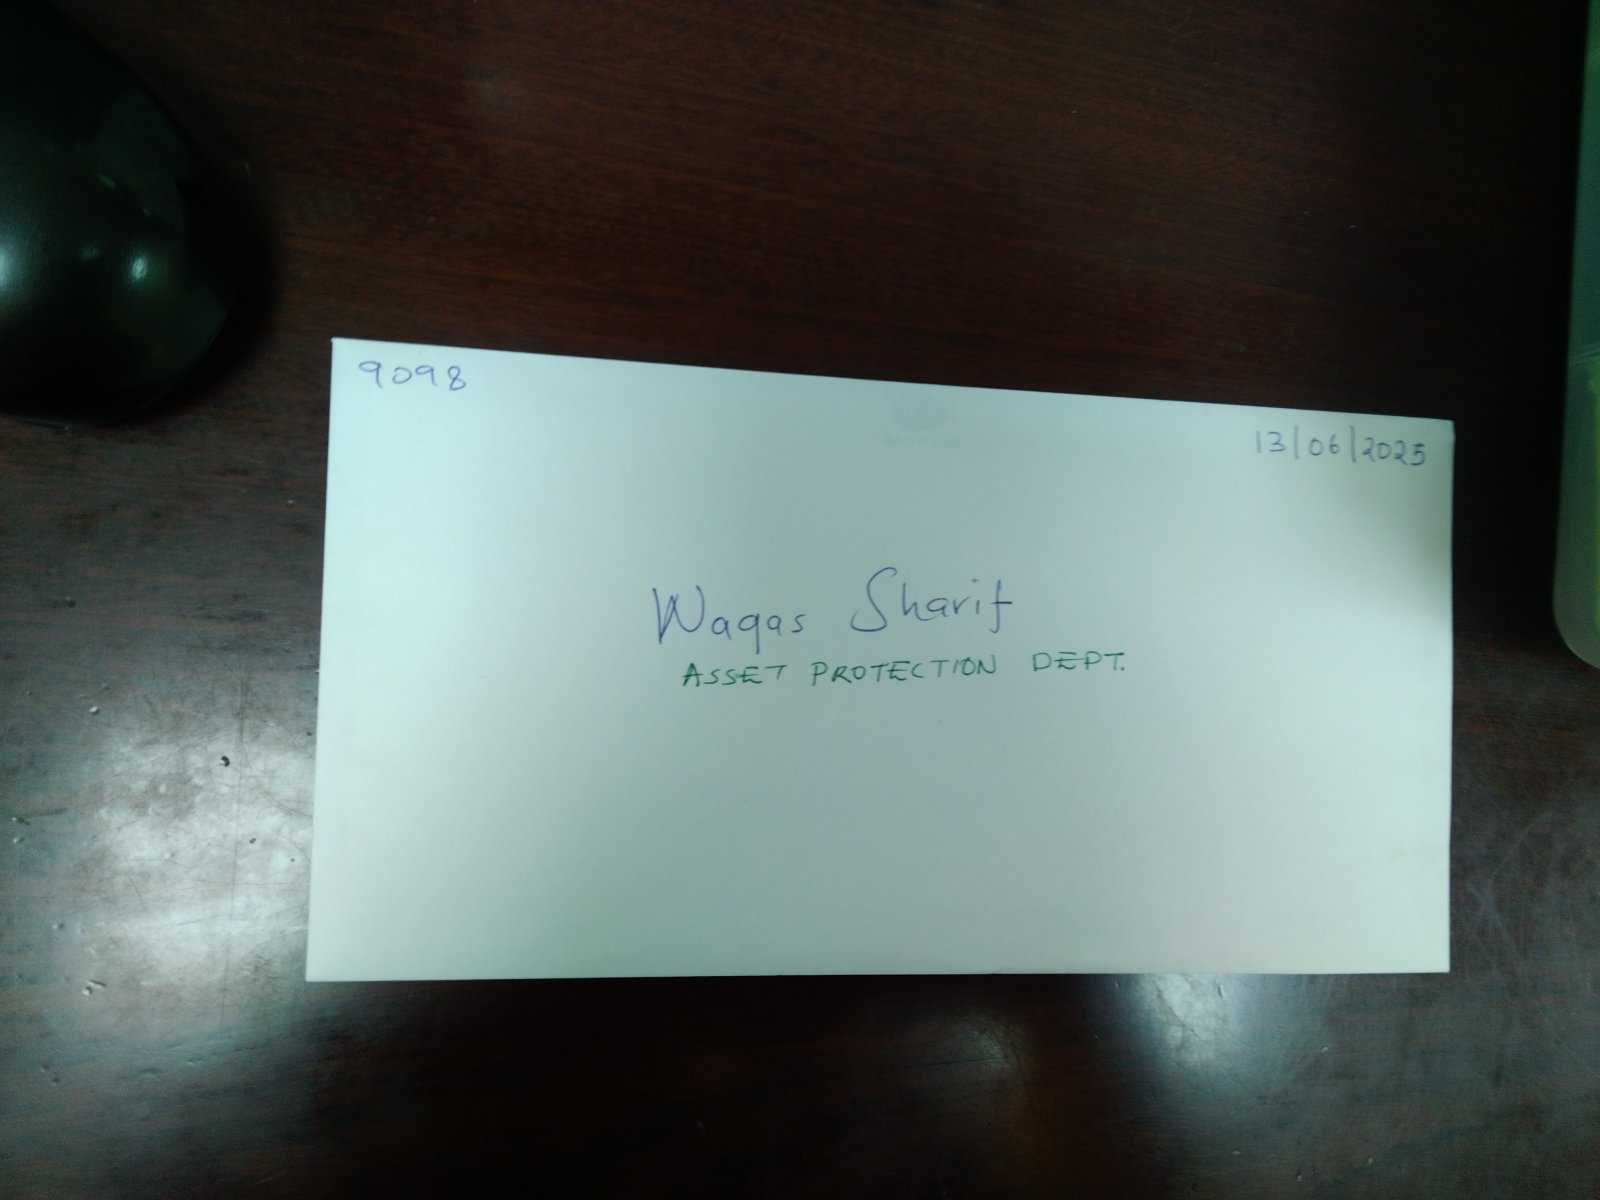 9098
13/06/2025
Waqas Sharif
ASSET PROTECTION DEPT.